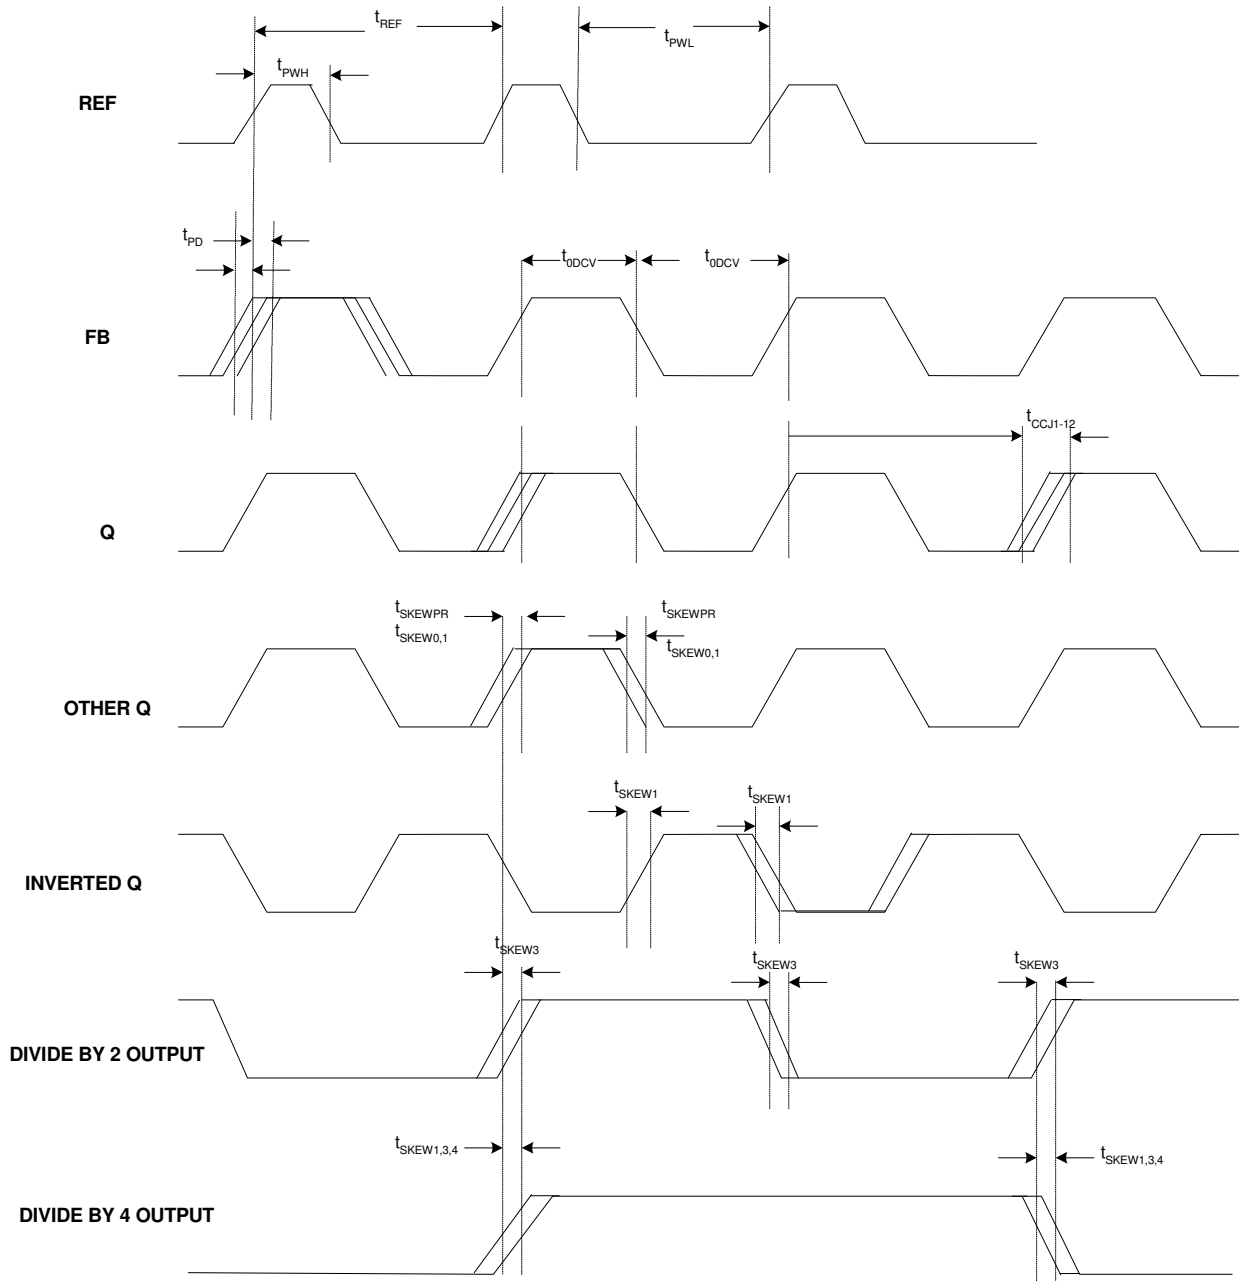 tREF
tPWL
tPWH
REF
tPD
t0DCV
t0DCV
FB
tCCJ1-12
Q
tSKEWPR
tSKEW0,1
tSKEWPR
tSKEW0,1
OTHER Q
tSKEW1
tSKEW1
INVERTED Q
tSKEW3
tSKEW3
tSKEW3
DIVIDE BY 2 OUTPUT
tSKEW1,3,4
tSKEW1,3,4
DIVIDE BY 4 OUTPUT